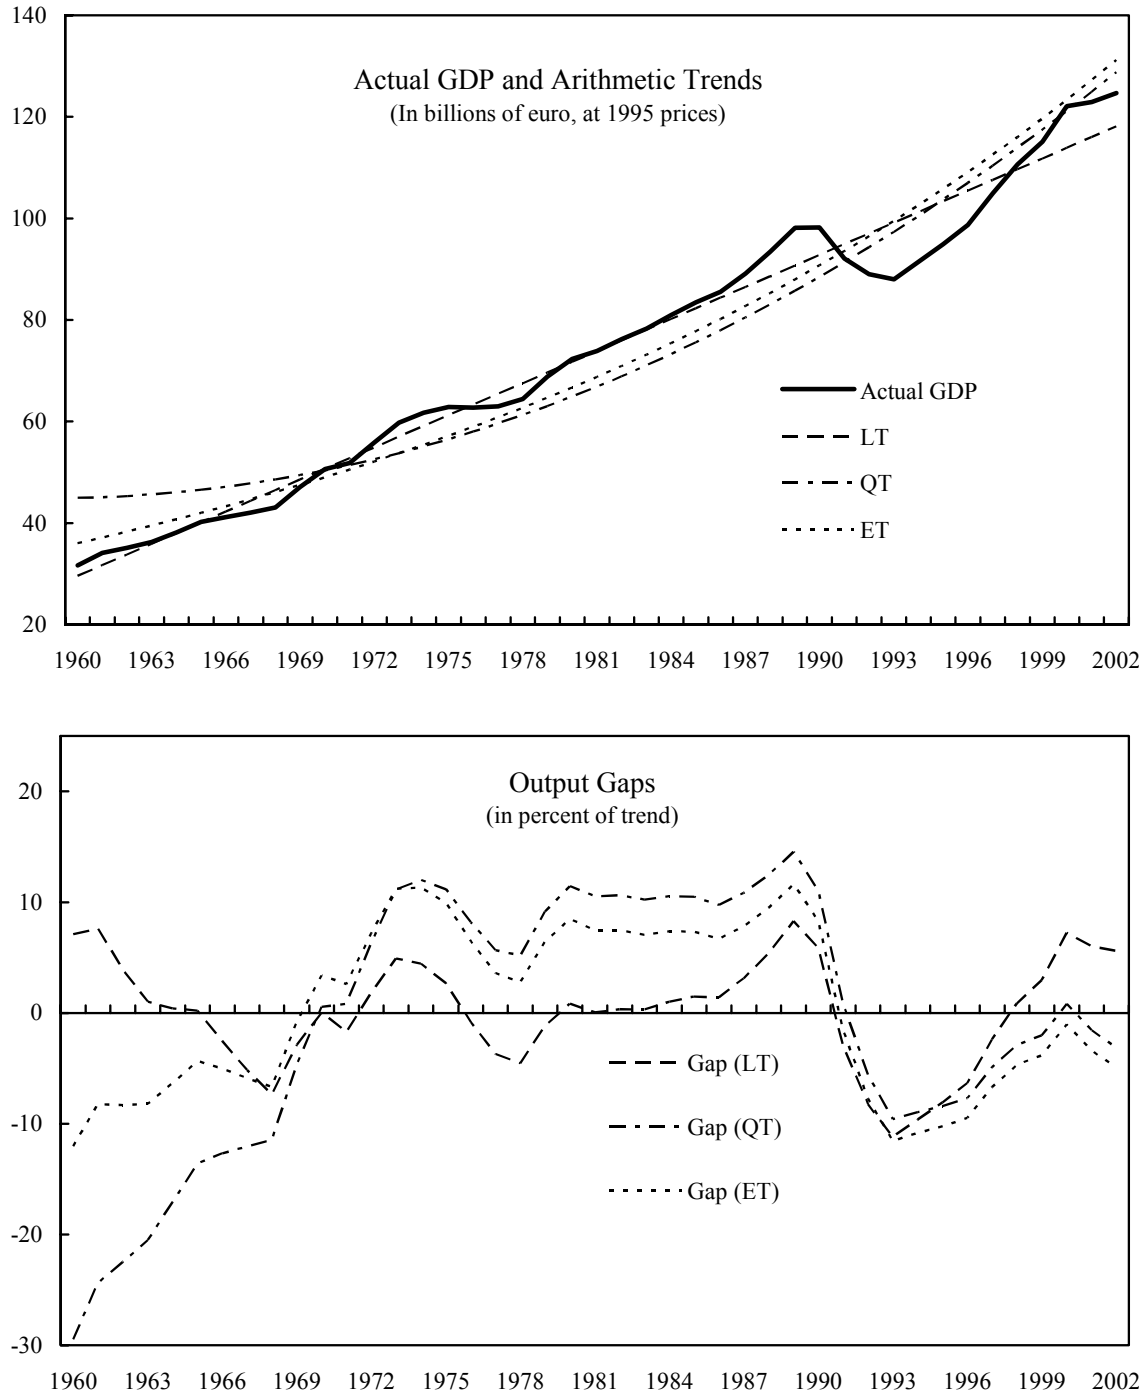 140
Actual GDP and Arithmetic Trends
(In billions of euro, at 1995 prices)
120
100
80
Actual GDP
60
LT
QT
40
ET
20
1960 1963 1966 1969 1972 1975 1978 1981 1984 1987 1990 1993 1996 1999 2002
Output Gaps
20
(in percent of trend)
10
0
Gap (LT)
-10
Gap (QT)
Gap (ET)
-20
-30
1960 1963 1966 1969 1972 1975 1978 1981 1984 1987 1990 1993 1996 1999 2002